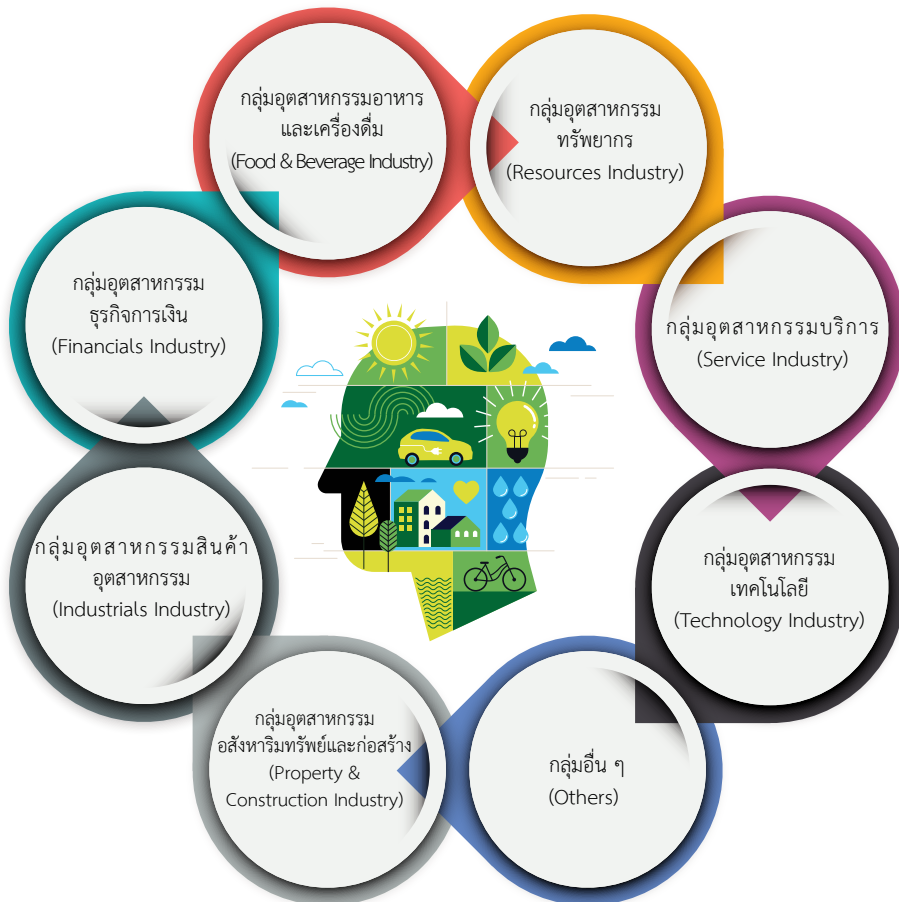 กลุ่มอุตสาหกรรมอาหาร
และเครื่องดื่ม
(Food & Beverage Industry)
กลุ่มอุตสาหกรรม
ทรัพยากร
(Resources Industry)
กลุ่มอุตสาหกรรมบริการ
(Service Industry)
กลุ่มอุตสาหกรรม
เทคโนโลยี
(Technology Industry)
กลุ่มอื่น ๆ
(Others)
กลุ่มอุตสาหกรรม
อสังหาริมทรัพย์และก่อสร้าง
(Property &
Construction Industry)
กลุ่มอุตสาหกรรมสินค้า
อุตสาหกรรม
(Industrials Industry)
กลุ่มอุตสาหกรรม
ธุรกิจการเงิน
(Financials Industry)